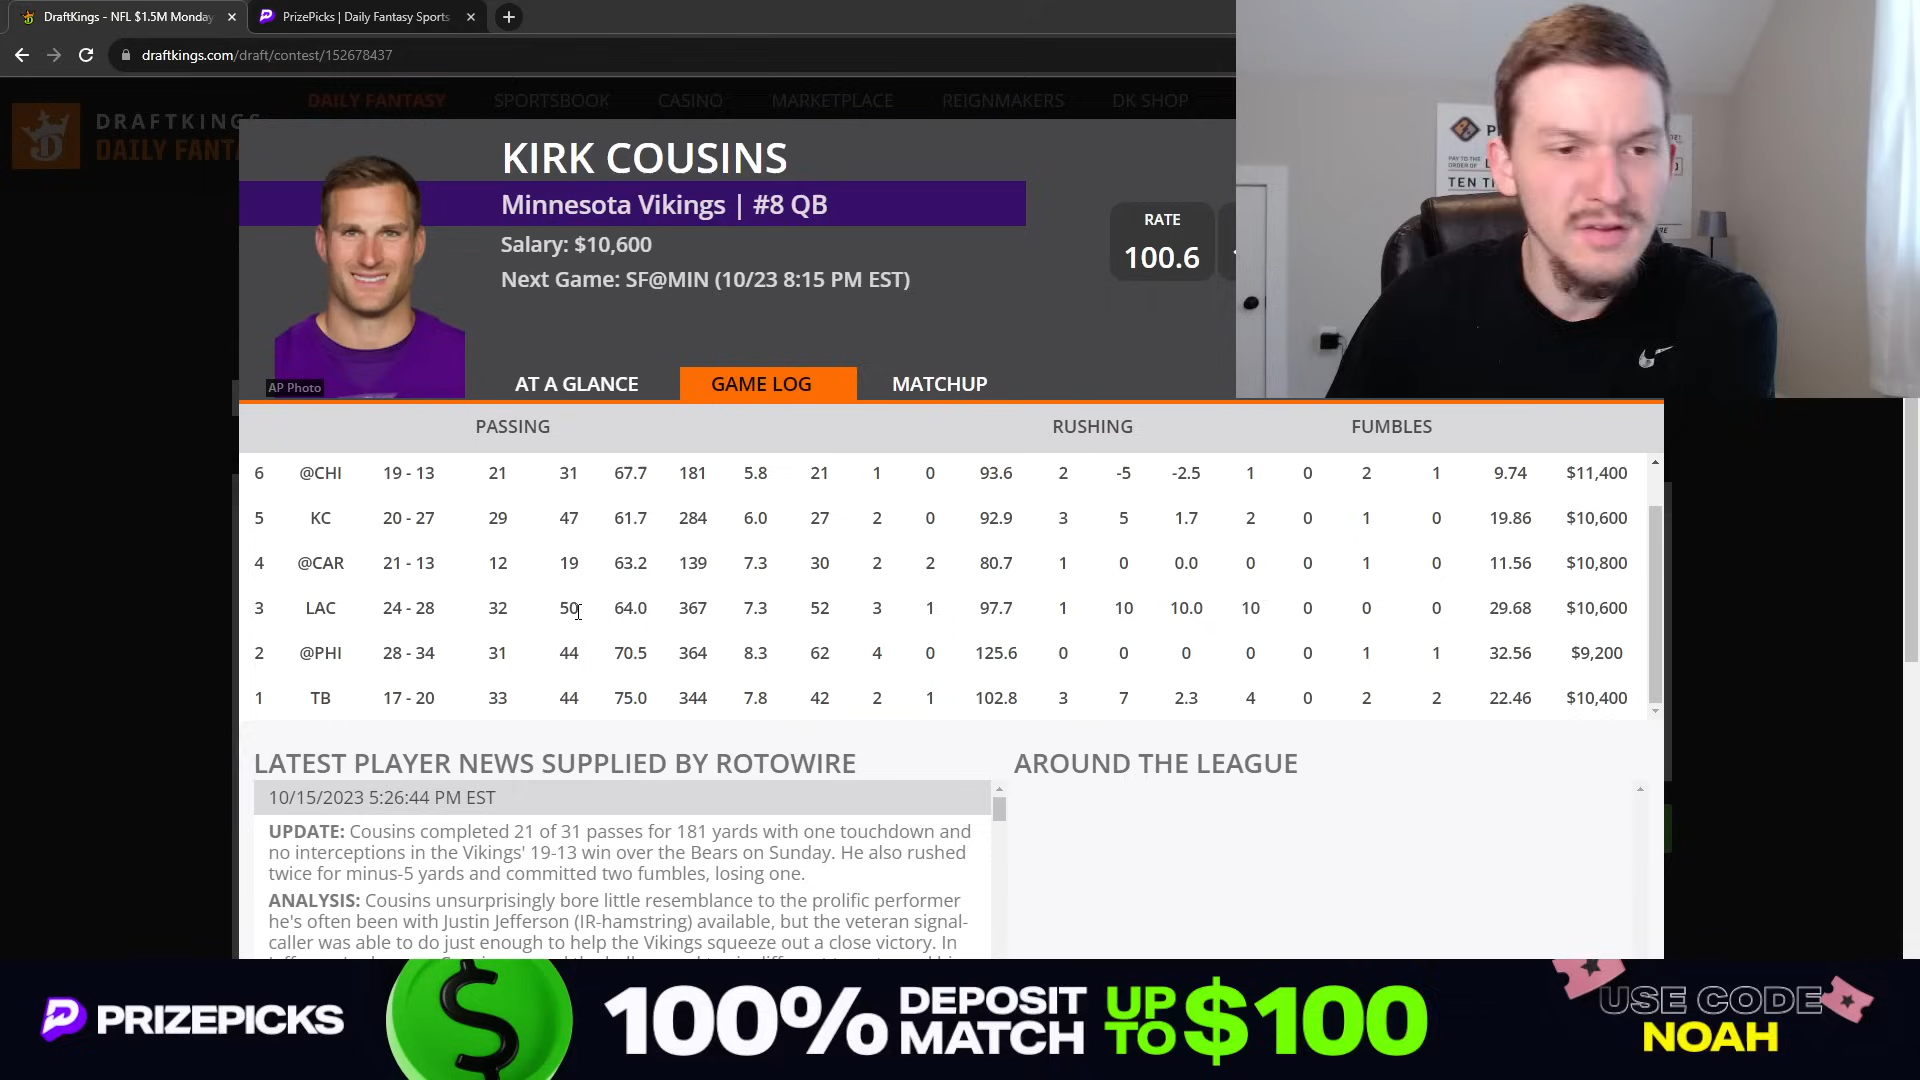 DraftKings - NFL $1.5M Monday
PrizePicks | Daily Fantasy Sports
draftkings.com/draft/contest/152678437
DAILY FANTASY SPORTSBOOK CASINO MARKETPLACE REIGNMAKERS DK SHOP
DRAFTKINGS
DAILY FANTA
KIRK COUSINS
Minnesota Vikings | #8 QB
Salary: $10,600
Next Game: SF@MIN (10/23 8:15 PM EST)
RATE
100.6
AP Photo
AT A GLANCE GAME LOG MATCHUP
PASSING RUSHING FUMBLES
6 @CHI 19 - 13 21 31 67.7 181 5.8 21 1 0 93.6 2 -5 -2.5 1 0 2 1 9.74 $11,400
5 KC 20 - 27 29 47 61.7 284 6.0 27 2 0 92.9 3 5 1.7 2 0 1 0 19.86 $10,600
4 @CAR 21 - 13 12 19 63.2 139 7.3 30 2 2 80.7 1 0 0.0 0 0 1 0 11.56 $10,800
3 LAC 24 - 28 32 50 64.0 367 7.3 52 3 1 97.7 1 10 10.0 10 0 0 0 29.68 $10,600
2 @PHI 28 - 34 31 44 70.5 364 8.3 62 4 0 125.6 0 0 0 0 0 1 1 32.56 $9,200
1 TB 17 - 20 33 44 75.0 344 7.8 42 2 1 102.8 3 7 2.3 4 0 2 2 22.46 $10,400
LATEST PLAYER NEWS SUPPLIED BY ROTOWIRE
AROUND THE LEAGUE
10/15/2023 5:26:44 PM EST
UPDATE: Cousins completed 21 of 31 passes for 181 yards with one touchdown and
no interceptions in the Vikings' 19-13 win over the Bears on Sunday. He also rushed
twice for minus-5 yards and committed two fumbles, losing one.
ANALYSIS: Cousins unsurprisingly bore little resemblance to the prolific performer
he's often been with Justin Jefferson (IR-hamstring) available, but the veteran signal-
caller was able to do just enough to help the Vikings squeeze out a close victory. In
PAY TO THE
ORDER OF
TEN T
PRIZEPICKS
100% DEPOSIT MATCH UP TO $100
USE CODE
NOAH